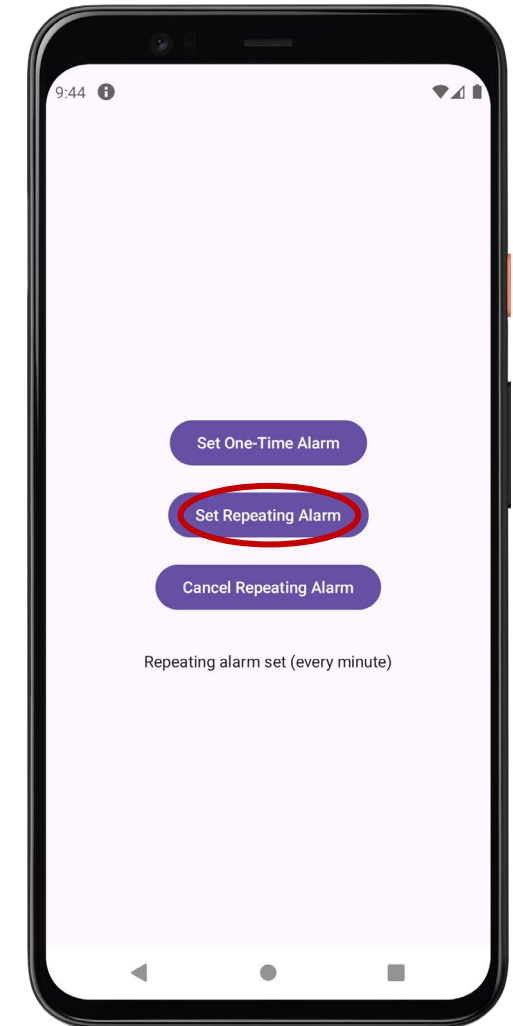 9:44
Set One-Time Alarm
Set Repeating Alarm
Cancel Repeating Alarm
Repeating alarm set (every minute)